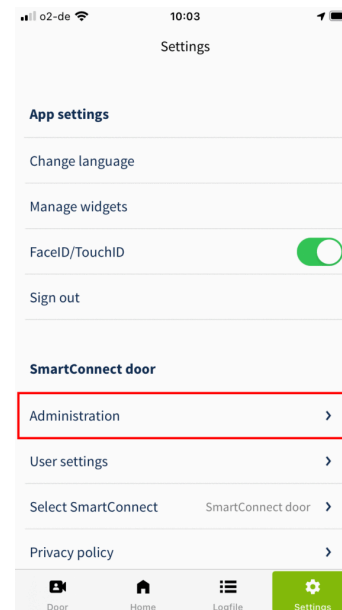 o2-de 10:03
Settings
App settings
Change language
Manage widgets
FaceID/TouchID
Sign out
SmartConnect door
Administration
User settings
Select SmartConnect SmartConnect door
Privacy policy
Door Home Logfile Settings